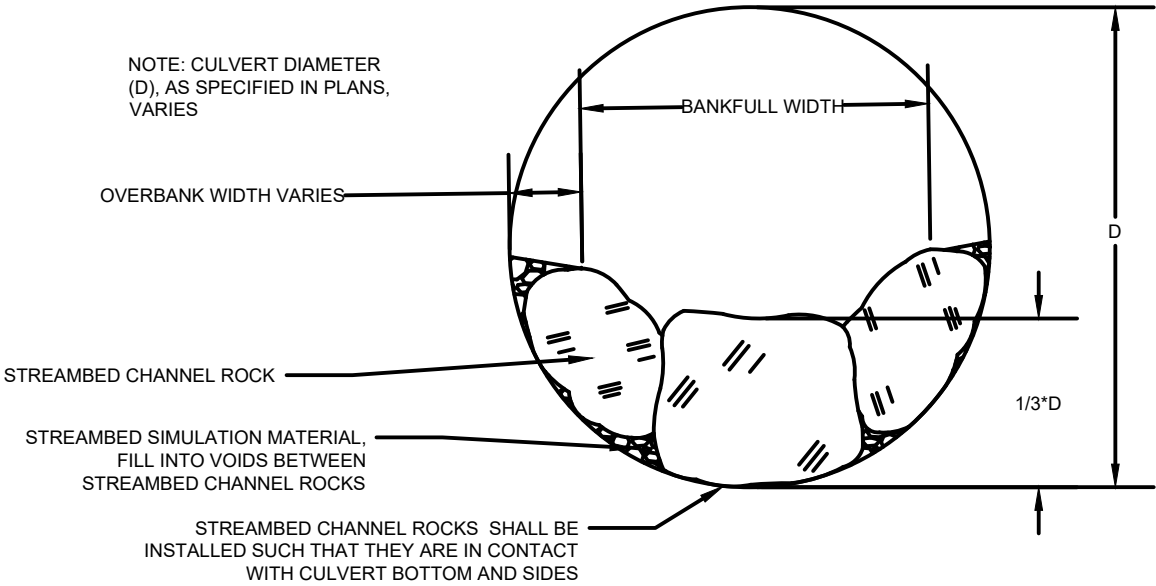 NOTE: CULVERT DIAMETER
(D), AS SPECIFIED IN PLANS,
VARIES
BANKFULL WIDTH
OVERBANK WIDTH VARIES
D
STREAMBED CHANNEL ROCK
1/3*D
STREAMBED SIMULATION MATERIAL,
FILL INTO VOIDS BETWEEN
STREAMBED CHANNEL ROCKS
STREAMBED CHANNEL ROCKS SHALL BE
INSTALLED SUCH THAT THEY ARE IN CONTACT
WITH CULVERT BOTTOM AND SIDES